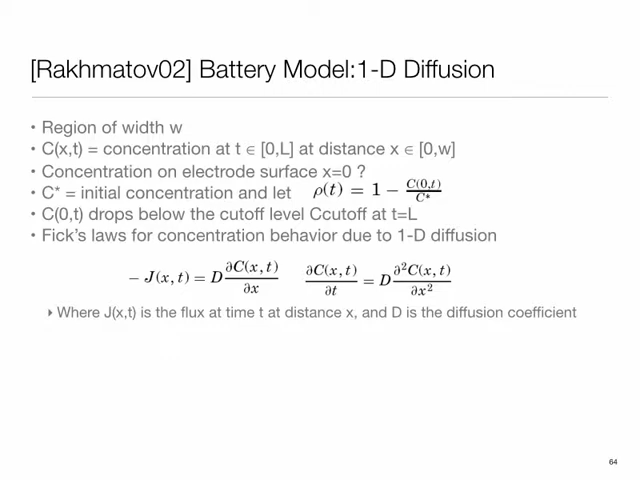 [Rakhmatov02] Battery Model:1-D Diffusion
• Region of width w
• C(x,t) = concentration at t ∈ [0,L] at distance x ∈ [0,w]
• Concentration on electrode surface x=0 ?
• C* = initial concentration and let ρ(t) = 1 − C(0,t)/C*
• C(0,t) drops below the cutoff level Ccutoff at t=L
• Fick's laws for concentration behavior due to 1-D diffusion
− J(x,t) = D ∂C(x,t)/∂x ∂C(x,t)/∂t = D ∂²C(x,t)/∂x²
‣ Where J(x,t) is the flux at time t at distance x, and D is the diffusion coefficient
64